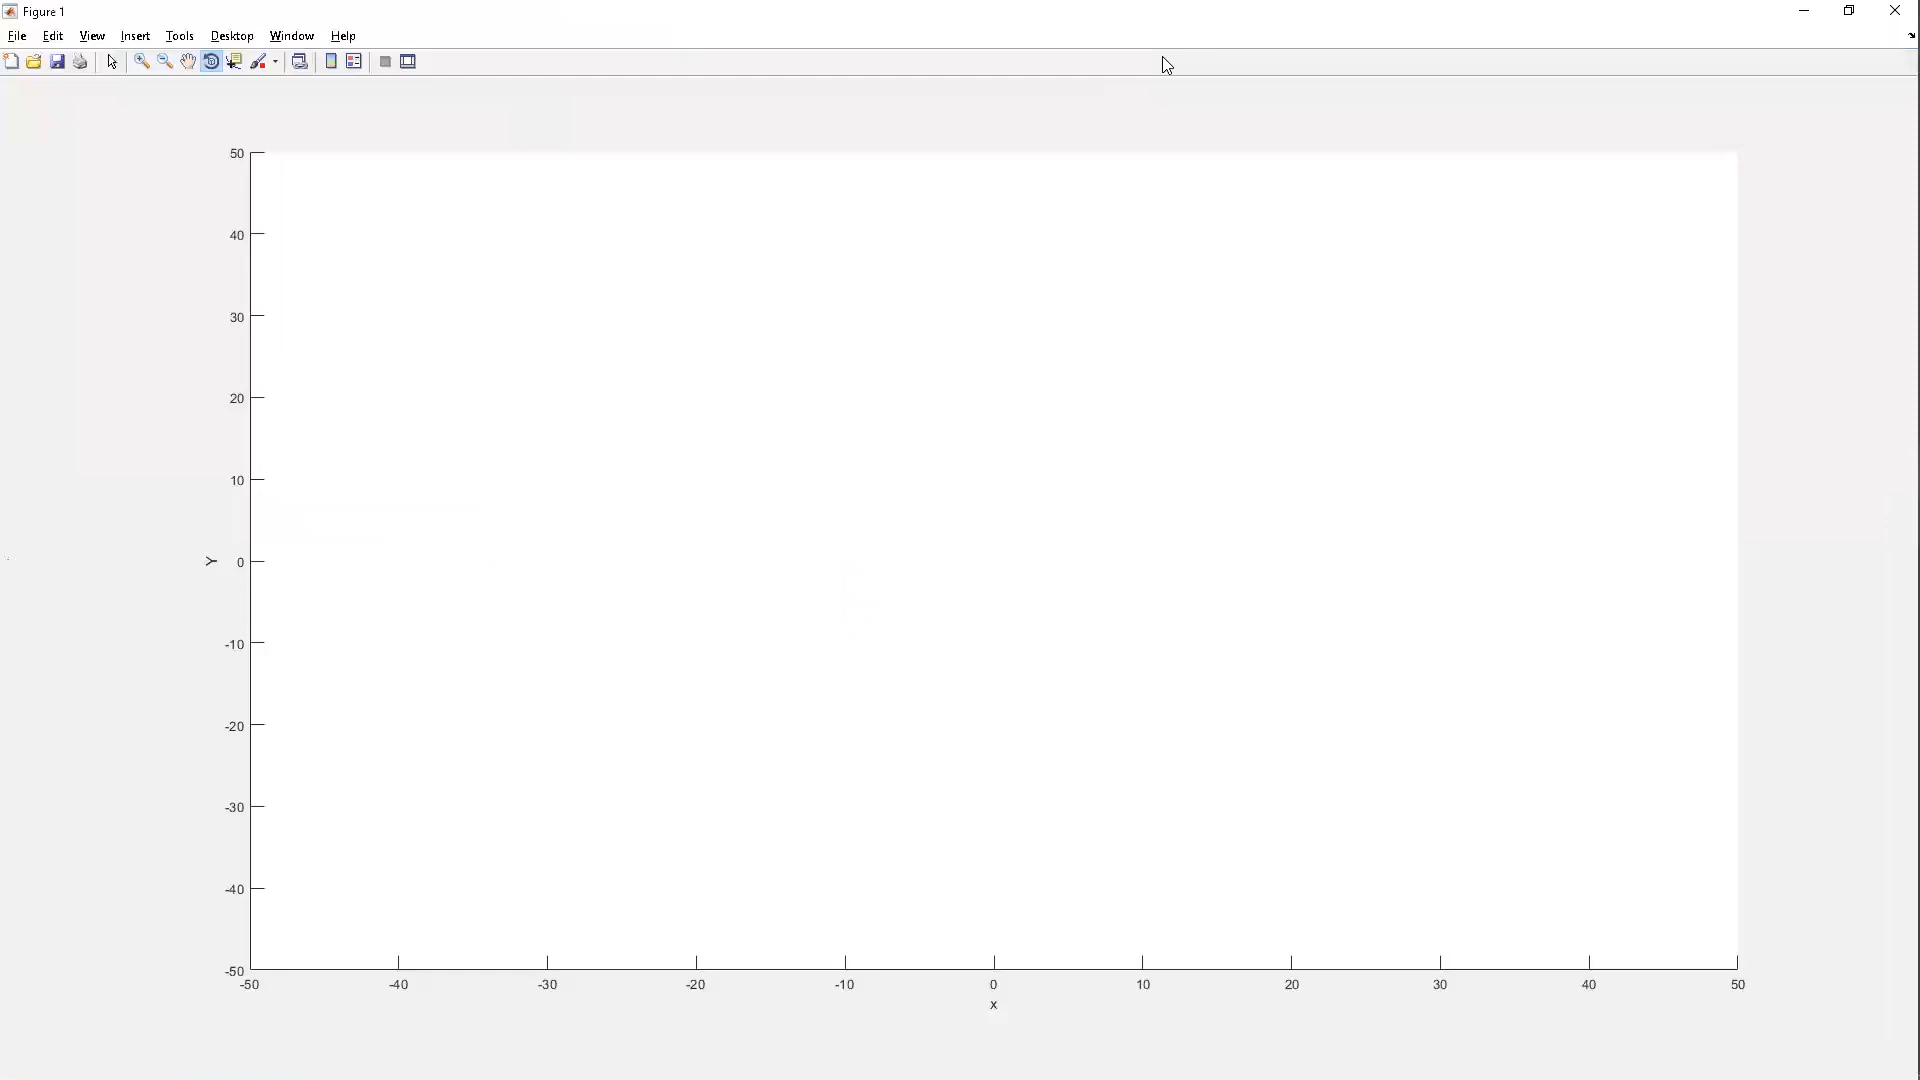 Figure 1
File Edit View Insert Tools Desktop Window Help
50
40
30
20
10
Y 0
-10
-20
-30
-40
-50
-50 -40 -30 -20 -10 0 10 20 30 40 50
x